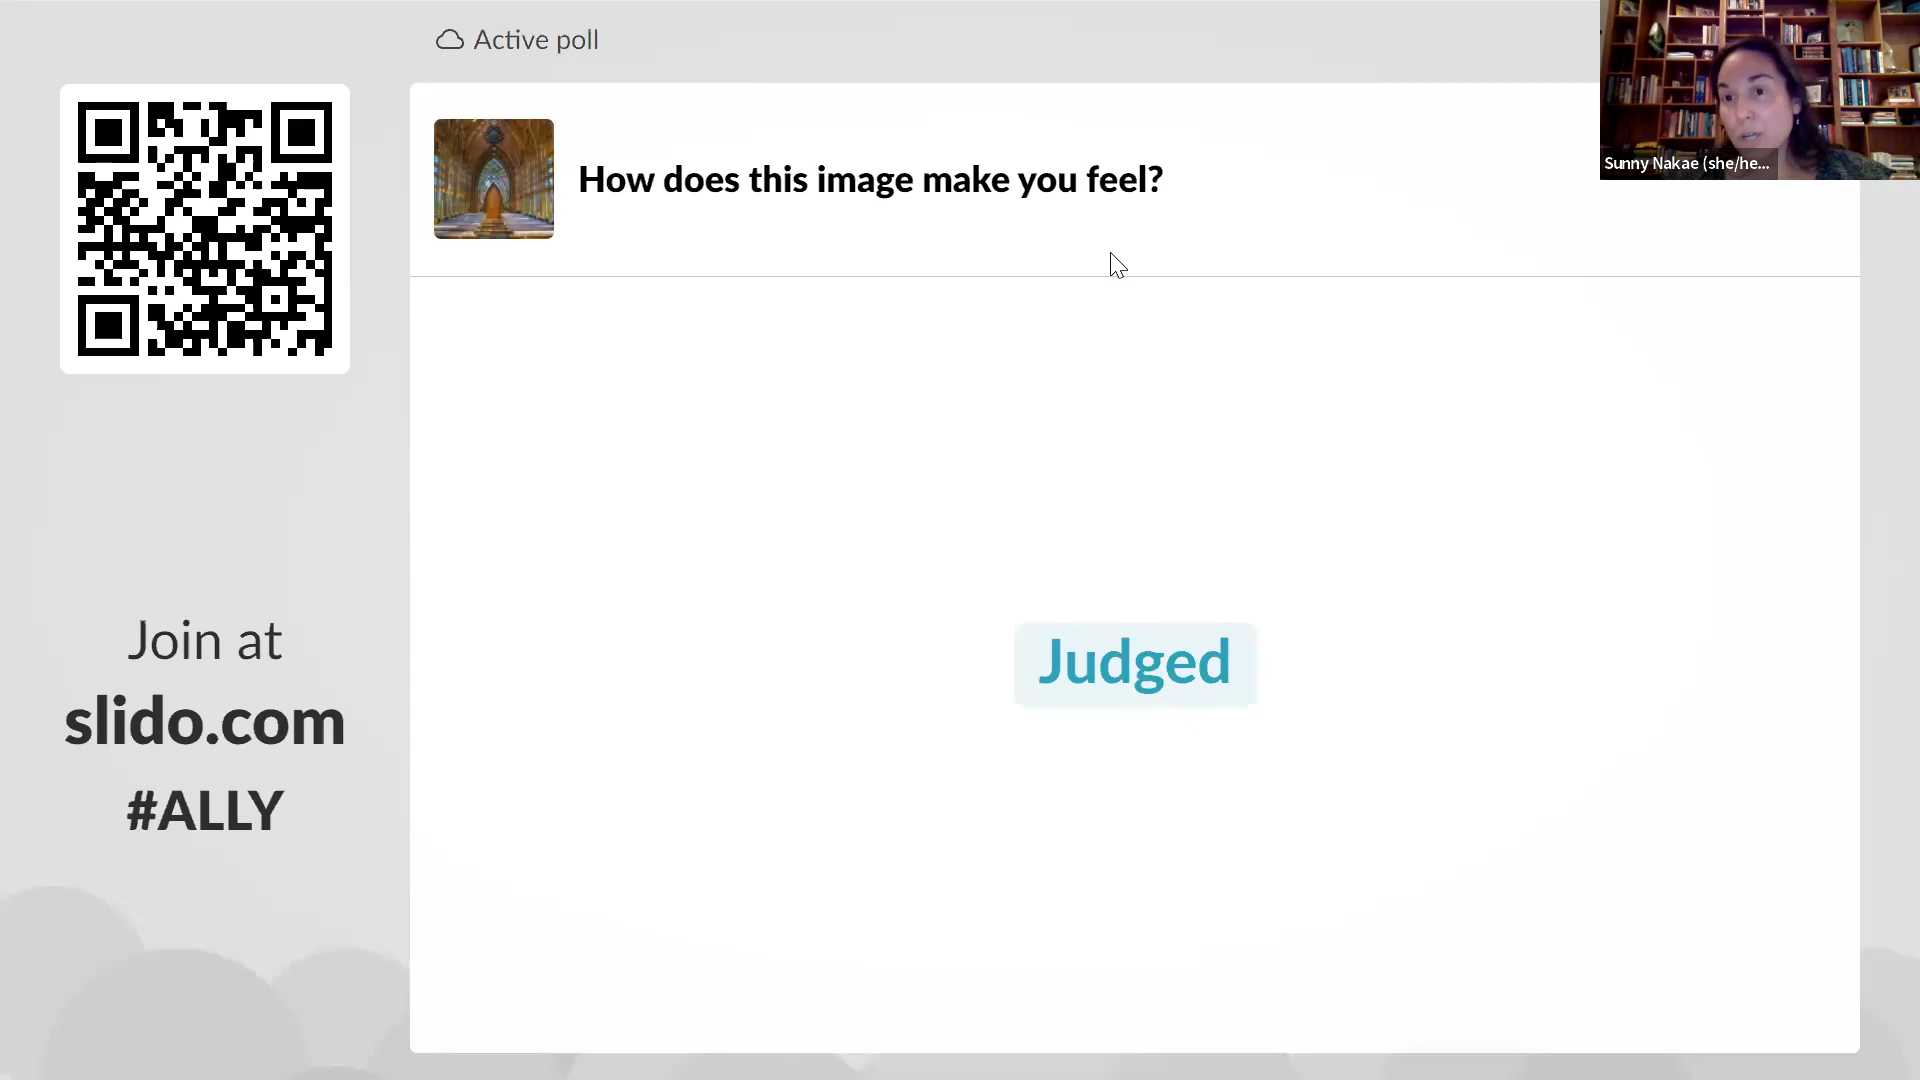 Active poll
How does this image make you feel?
Sunny Nakae (she/he...
Judged
Join at
slido.com
#ALLY